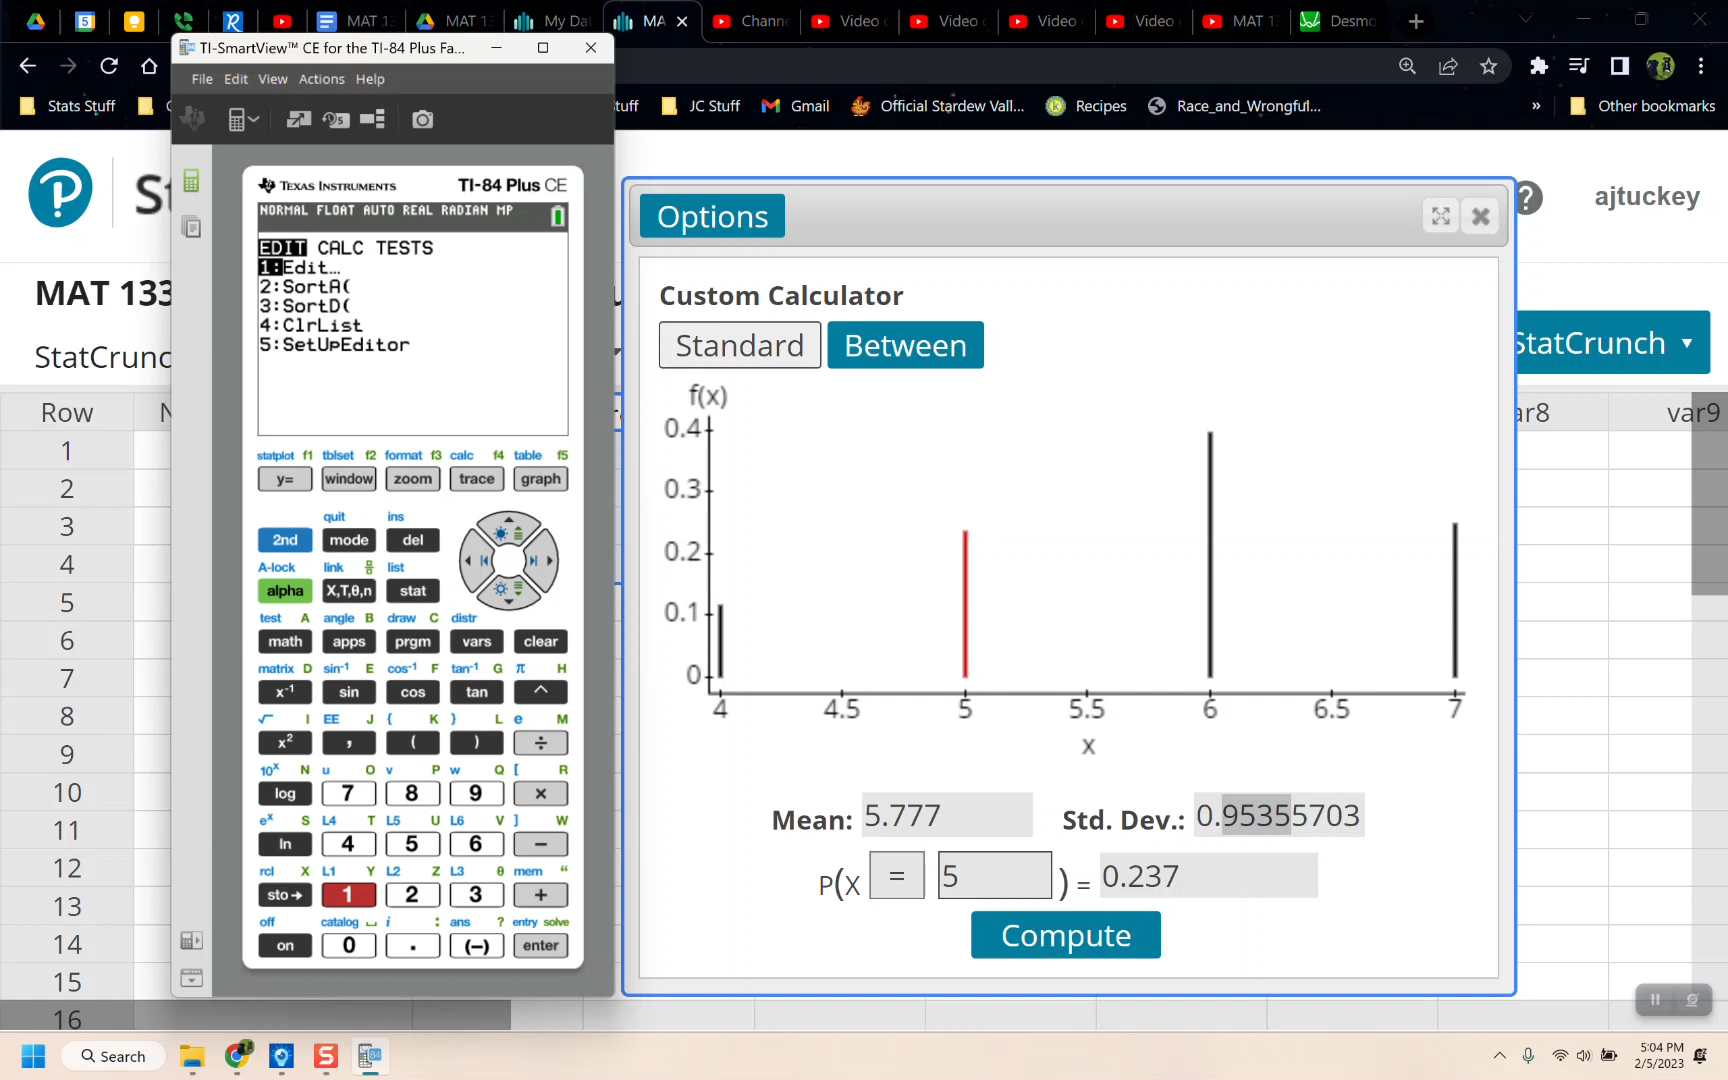 MAT 13
MAT 13
My Dat
MA
Chann
Video
Video
Video
Video
MAT 13
Desmo
TI-SmartView™ CE for the TI-84 Plus Fa...
File Edit View Actions Help
Stats Stuff
tuff
JC Stuff
Gmail
Official Stardew Vall...
Recipes
Race_and_Wrongful...
»
Other bookmarks
St
ajtuckey
MAT 133
StatCrunc
StatCrunch
TEXAS INSTRUMENTS TI-84 Plus CE
NORMAL FLOAT AUTO REAL RADIAN MP
EDIT CALC TESTS
1:Edit…
2:SortA(
3:SortD(
4:ClrList
5:SetUpEditor
statplot f1 tblset f2 format f3 calc f4 table f5
y= window zoom trace graph
quit ins
2nd mode del
A-lock link list
alpha X,T,θ,n stat
test A angle B draw C distr
math apps prgm vars clear
matrix D sin⁻¹ E cos⁻¹ F tan⁻¹ G π H
x⁻¹ sin cos tan ^
√ I EE J { K } L e M
x² , ( ) ÷
10ˣ N u O v P w Q [ R
log 7 8 9 ×
eˣ S L4 T L5 U L6 V ] W
ln 4 5 6 −
rcl X L1 Y L2 Z L3 θ mem "
sto→ 1 2 3 +
off catalog i : ans ? entry solve
on 0 . (−) enter
Options
Custom Calculator
Standard Between
f(x)
0.4
0.3
0.2
0.1
0
4 4.5 5 5.5 6 6.5 7
x
Mean: 5.777 Std. Dev.: 0.95355703
P(X = 5 ) = 0.237
Compute
Row
ar8
var9
1
2
3
4
5
6
7
8
9
10
11
12
13
14
15
16
Search
5:04 PM
2/5/2023